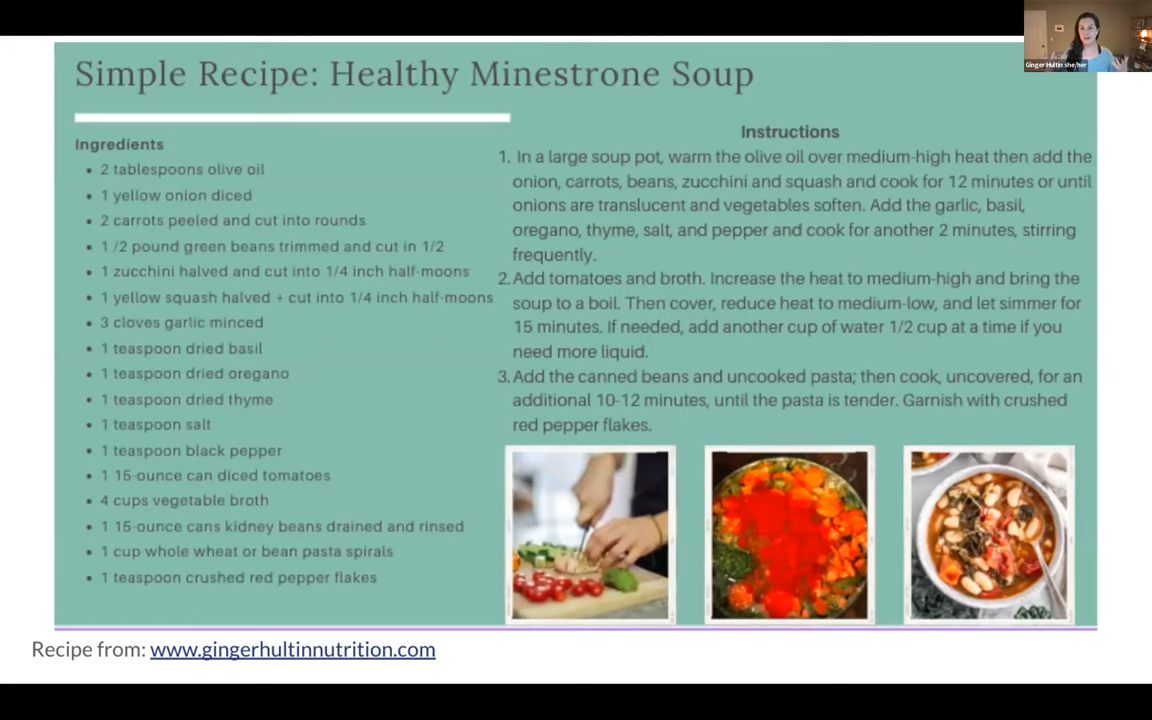 Ginger Hultin she/her
Simple Recipe: Healthy Minestrone Soup
Ingredients
• 2 tablespoons olive oil
• 1 yellow onion diced
• 2 carrots peeled and cut into rounds
• 1 /2 pound green beans trimmed and cut in 1/2
• 1 zucchini halved and cut into 1/4 inch half-moons
• 1 yellow squash halved + cut into 1/4 inch half-moons
• 3 cloves garlic minced
• 1 teaspoon dried basil
• 1 teaspoon dried oregano
• 1 teaspoon dried thyme
• 1 teaspoon salt
• 1 teaspoon black pepper
• 1 15-ounce can diced tomatoes
• 4 cups vegetable broth
• 1 15-ounce cans kidney beans drained and rinsed
• 1 cup whole wheat or bean pasta spirals
• 1 teaspoon crushed red pepper flakes
Instructions
1. In a large soup pot, warm the olive oil over medium-high heat then add the
onion, carrots, beans, zucchini and squash and cook for 12 minutes or until
onions are translucent and vegetables soften. Add the garlic, basil,
oregano, thyme, salt, and pepper and cook for another 2 minutes, stirring
frequently.
2. Add tomatoes and broth. Increase the heat to medium-high and bring the
soup to a boil. Then cover, reduce heat to medium-low, and let simmer for
15 minutes. If needed, add another cup of water 1/2 cup at a time if you
need more liquid.
3. Add the canned beans and uncooked pasta; then cook, uncovered, for an
additional 10-12 minutes, until the pasta is tender. Garnish with crushed
red pepper flakes.
Recipe from: www.gingerhultinnutrition.com